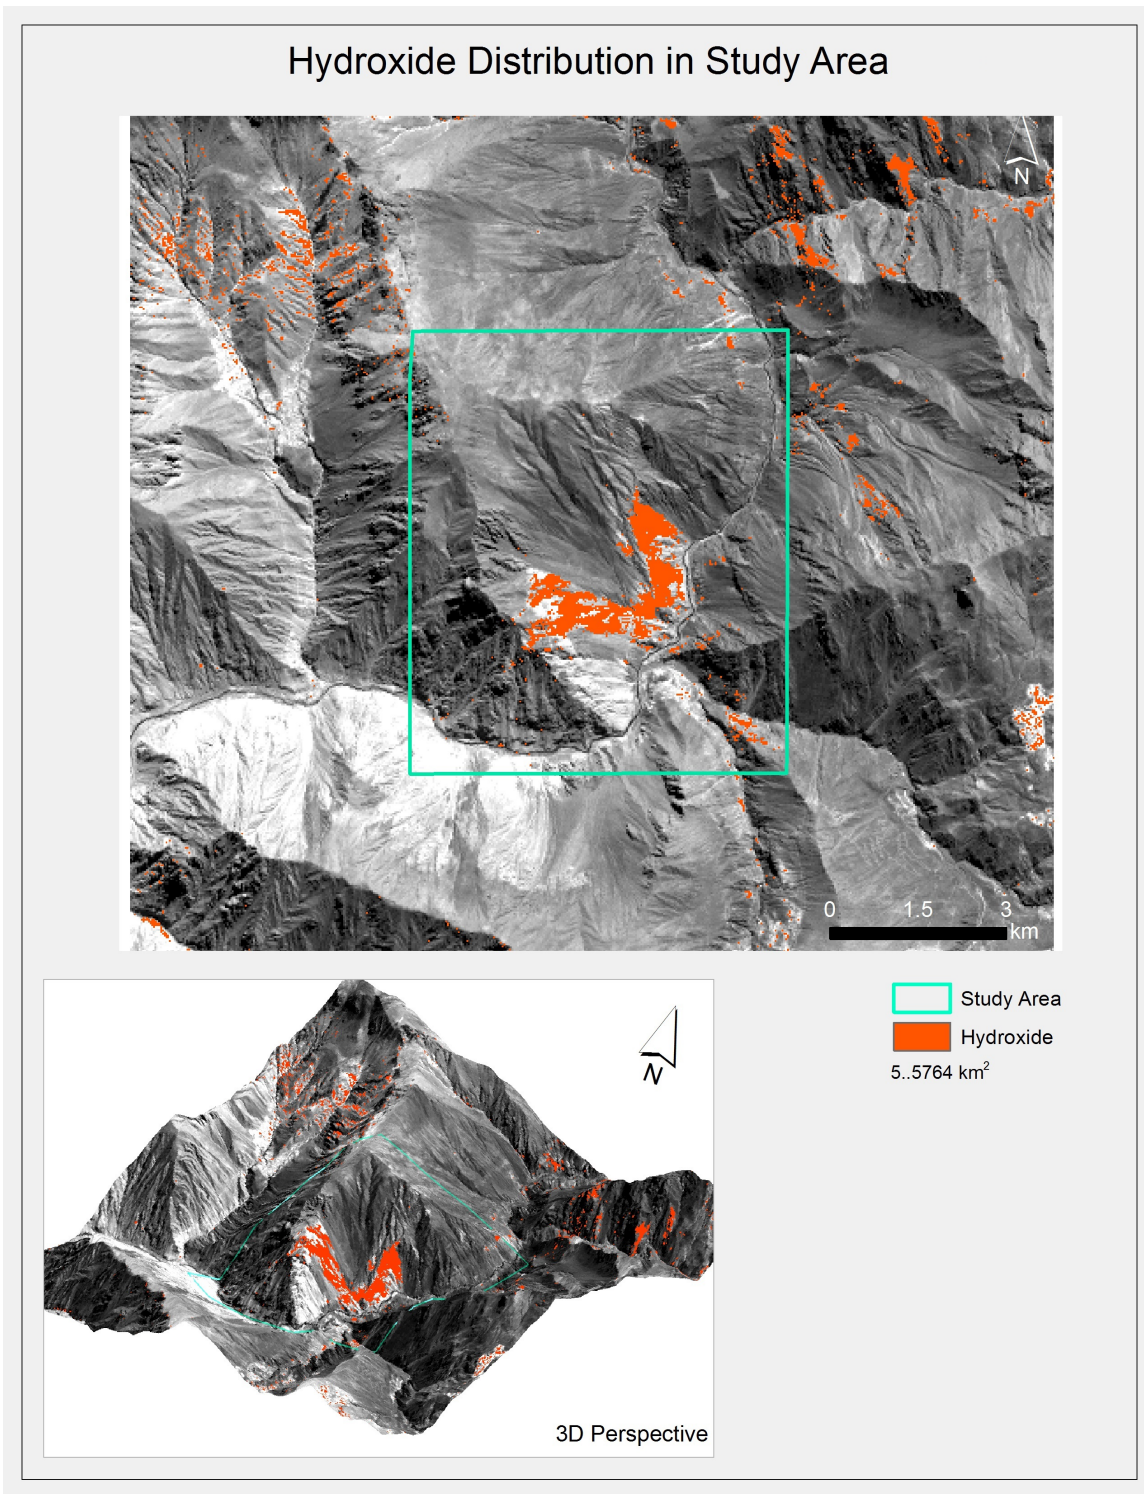 Hydroxide Distribution in Study Area
N
0 1.5 3
km
Study Area
Hydroxide
5..5764 km²
N
3D Perspective